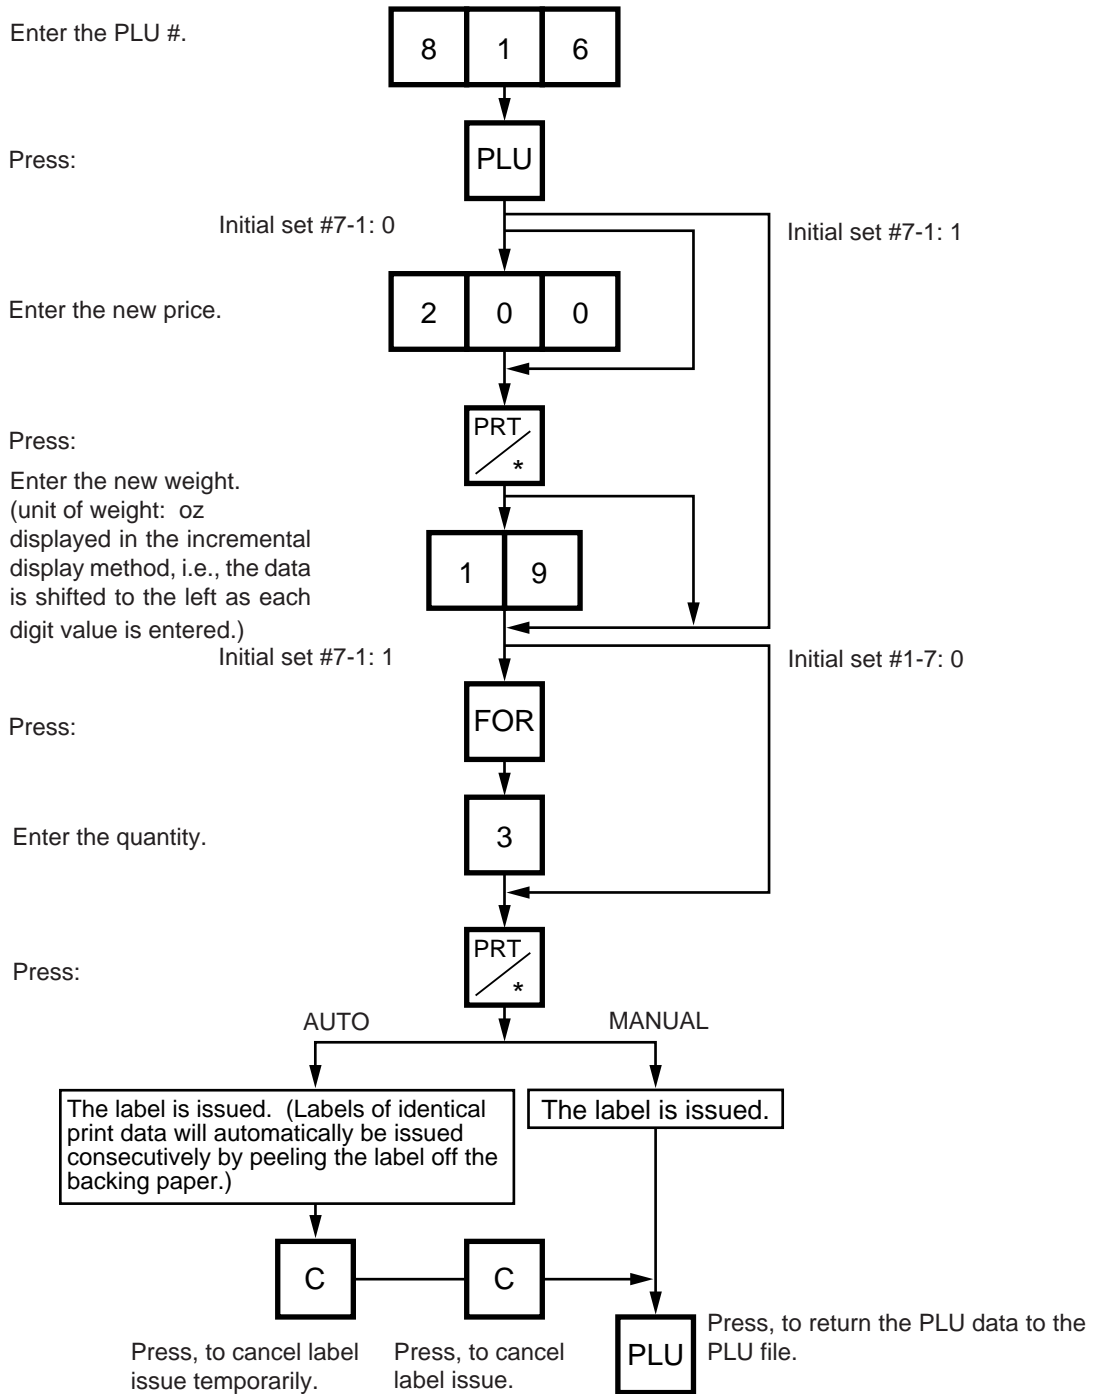 Enter the PLU #.
8 1 6
Press:
PLU
Initial set #7-1: 0
Initial set #7-1: 1
Enter the new price.
2 0 0
Press:
PRT
*
Enter the new weight.
(unit of weight: oz
displayed in the incremental
display method, i.e., the data
is shifted to the left as each
digit value is entered.)
1 9
Initial set #7-1: 1
Initial set #1-7: 0
Press:
FOR
Enter the quantity.
3
Press:
PRT
*
AUTO
MANUAL
The label is issued. (Labels of identical
print data will automatically be issued
consecutively by peeling the label off the
backing paper.)
The label is issued.
C
C
Press, to cancel label
issue temporarily.
Press, to cancel
label issue.
PLU
Press, to return the PLU data to the
PLU file.